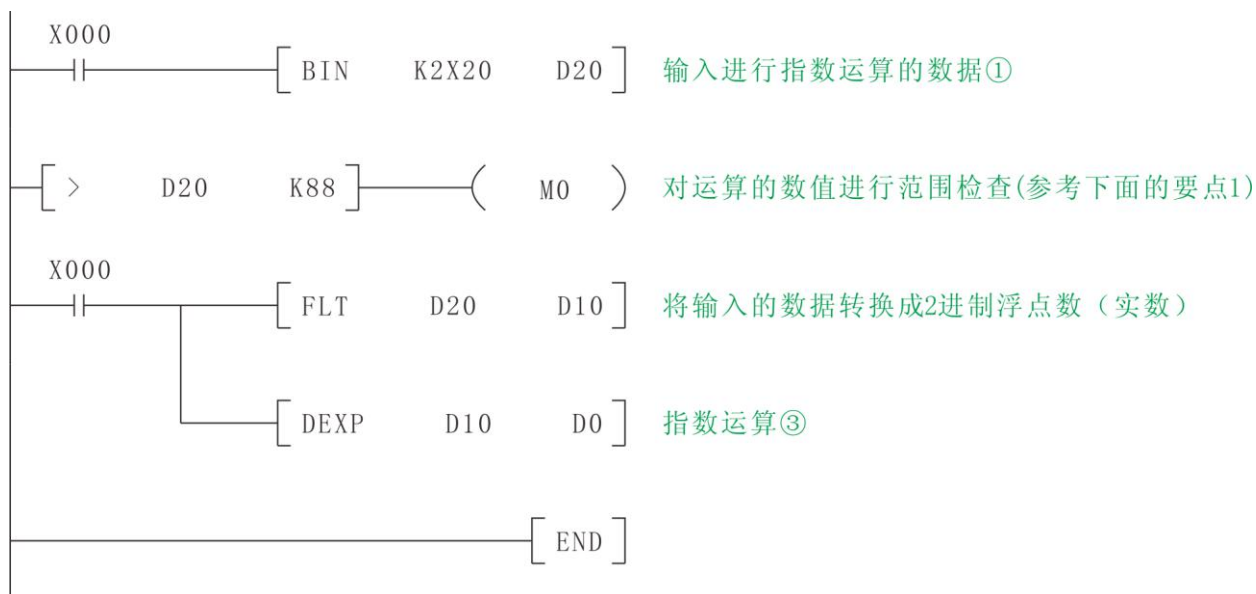 X000
BIN K2X20 D20 输入进行指数运算的数据①
> D20 K88 M0 对运算的数值进行范围检查(参考下面的要点1)
X000
FLT D20 D10 将输入的数据转换成2进制浮点数（实数）
DEXP D10 D0 指数运算③
END